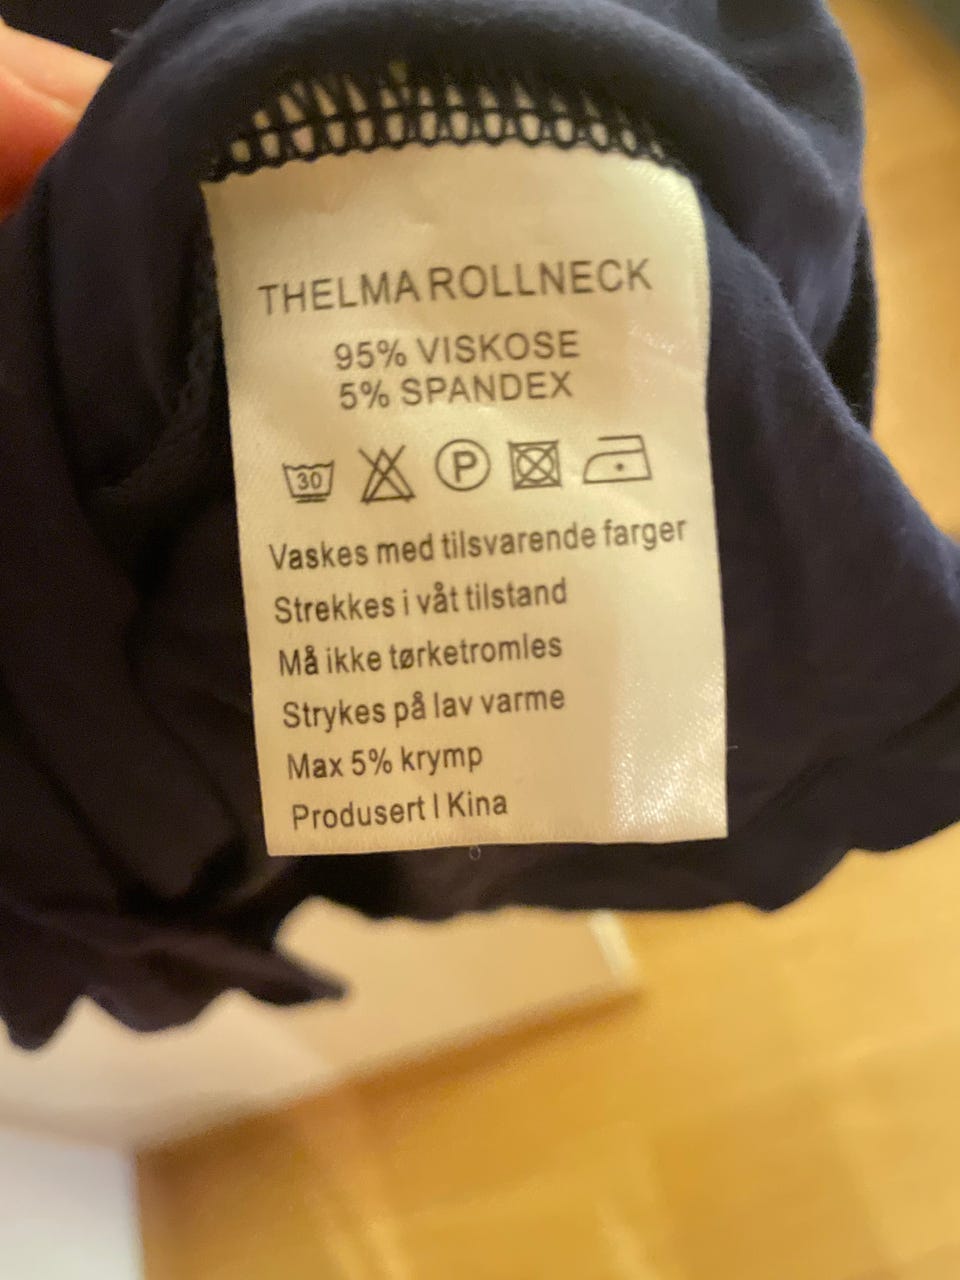 THELMA ROLLNECK
95% VISKOSE
5% SPANDEX
30 P
Vaskes med tilsvarende farger
Strekkes i våt tilstand
Må ikke tørketromles
Strykes på lav varme
Max 5% krymp
Produsert I Kina